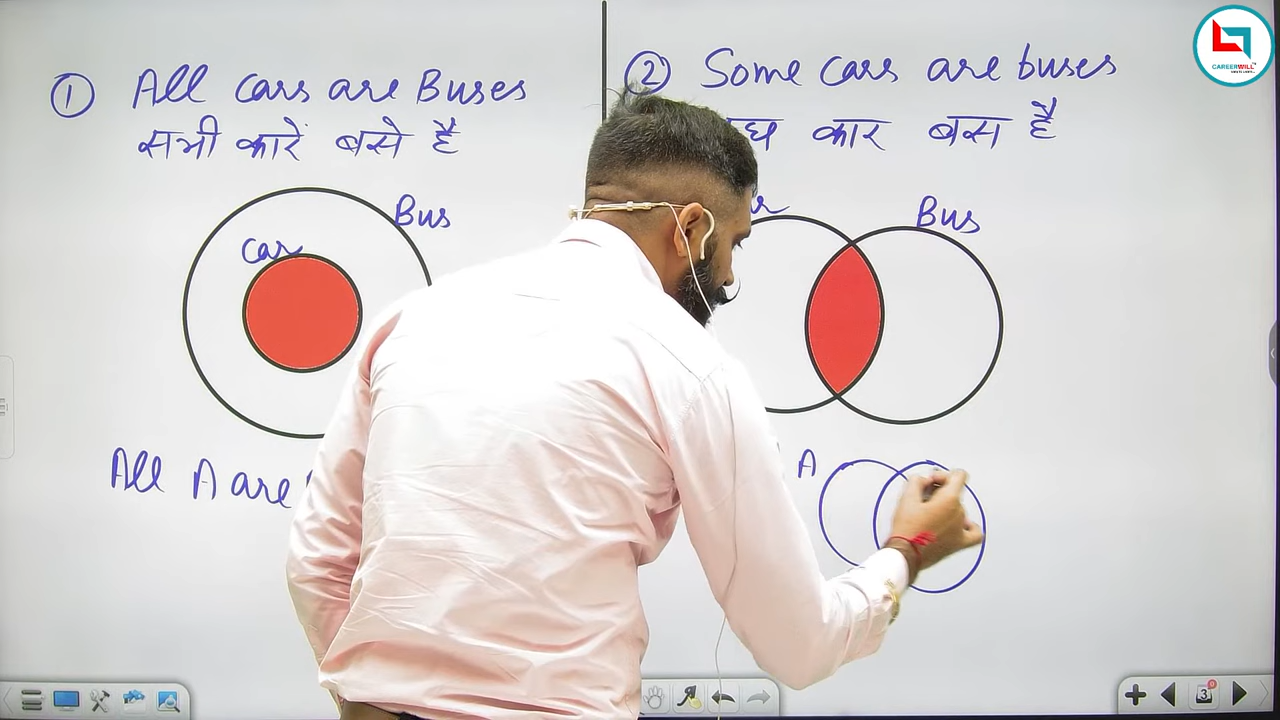 ① All cars are Buses
सभी कारें बसे है
Car
Bus
All A are
② Some cars are buses
कार बस है
Bus
A
CAREERWILL
3